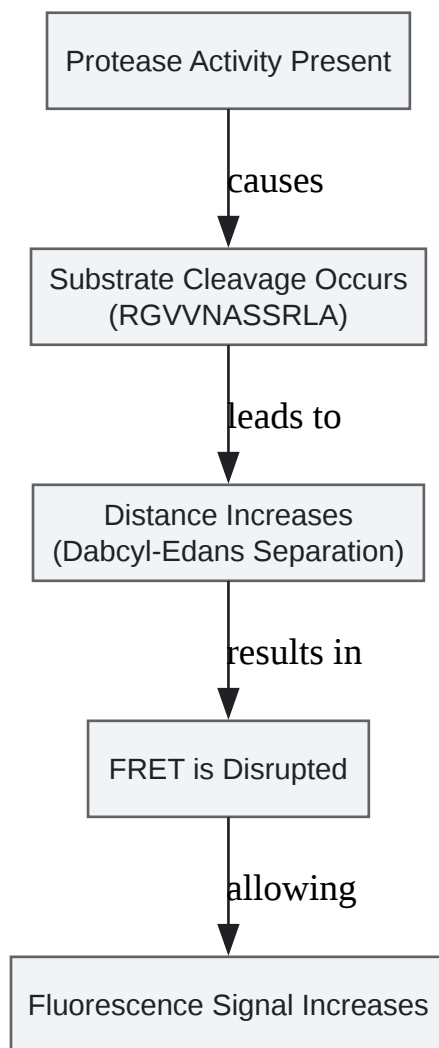 Protease Activity Present
causes
Substrate Cleavage Occurs
(RGVVNASSRLA)
leads to
Distance Increases
(Dabcyl-Edans Separation)
results in
FRET is Disrupted
allowing
Fluorescence Signal Increases